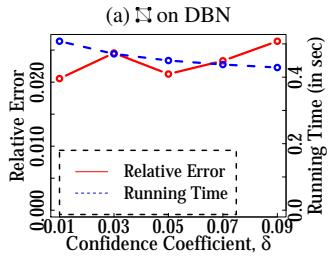 (a) on DBN
Relative Error
0.000
0.010
0.020
Running Time (in sec)
0.0
0.2
0.4
Relative Error
Running Time
0.01 0.03 0.05 0.07 0.09
Confidence Coefficient, δ